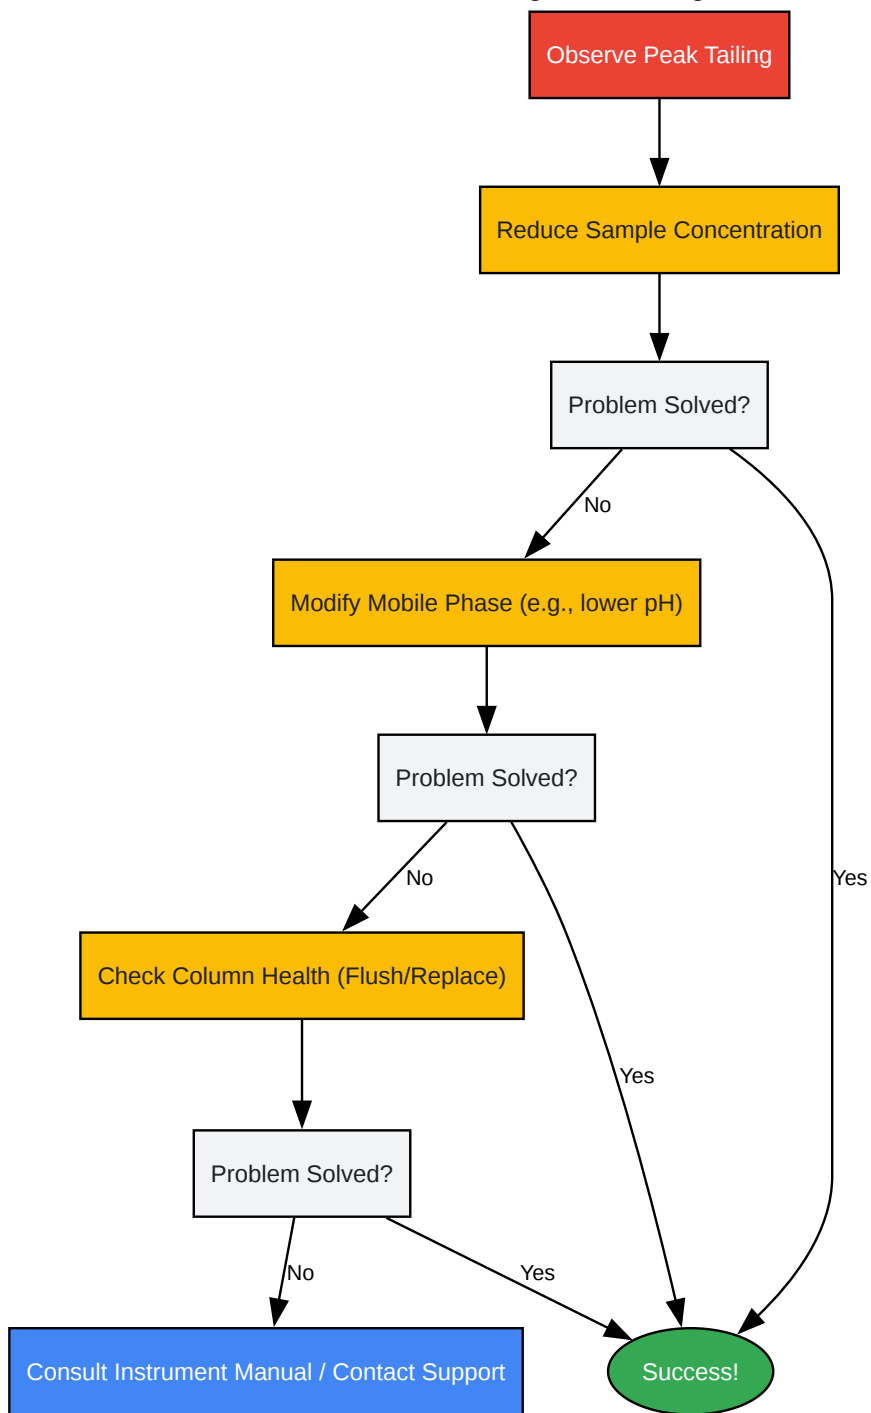 Observe Peak Tailing
Reduce Sample Concentration
Problem Solved?
No
Modify Mobile Phase (e.g., lower pH)
Problem Solved?
No
Yes
Check Column Health (Flush/Replace)
Yes
Problem Solved?
No
Yes
Consult Instrument Manual / Contact Support
Success!